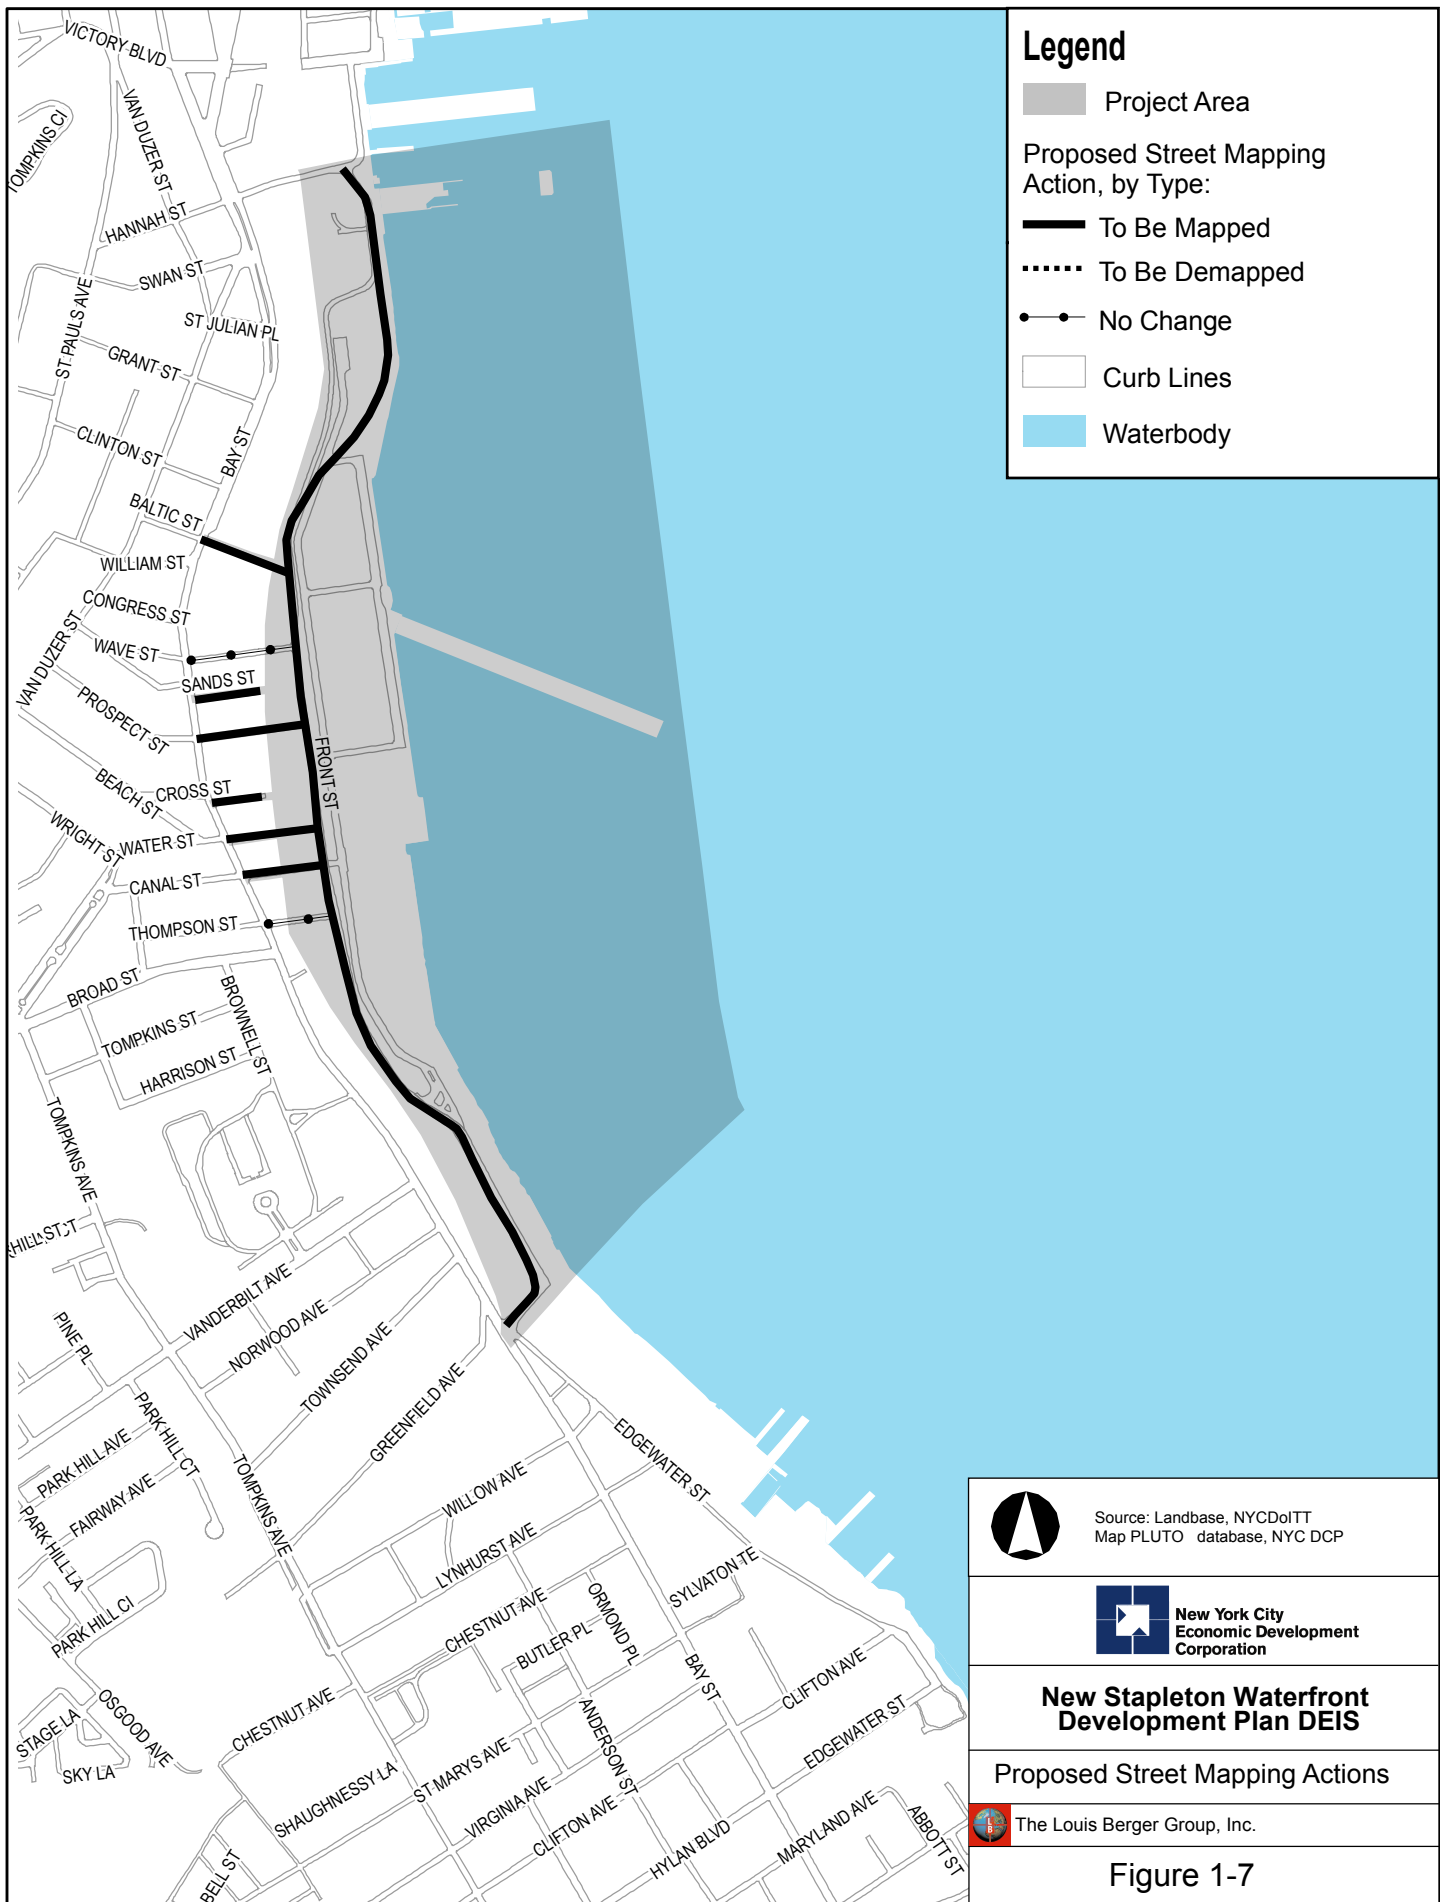 VICTORY BLVD
VAN DUZER ST
TOMPKINS CI
HANNAH ST
SWAN ST
ST PAULS AVE
ST JULIAN PL
GRANT ST
CLINTON ST
BAY ST
BALTIC ST
WILLIAM ST
CONGRESS ST
WAVE ST
VAN DUZER ST
SANDS ST
PROSPECT ST
FRONT ST
BEACH ST
CROSS ST
WRIGHT ST
WATER ST
CANAL ST
THOMPSON ST
BROAD ST
BROWNELL ST
TOMPKINS ST
HARRISON ST
TOMPKINS AVE
VANDERBILT AVE
PINE PL
NORWOOD AVE
TOWNSEND AVE
GREENFIELD AVE
PARK HILL AVE
PARK HILL CT
FAIRWAY AVE
PARK HILL LA
PARK HILL CI
TOMPKINS AVE
WILLOW AVE
EDGEWATER ST
LYNHURST AVE
SYLVATON TE
CHESTNUT AVE
ORMOND PL
BUTLER PL
BAY ST
CLIFTON AVE
OSGOOD AVE
STAGE LA
SKY LA
CHESTNUT AVE
SHAUGHNESSY LA
ST MARYS AVE
ANDERSON ST
EDGEWATER ST
VIRGINIA AVE
CLIFTON AVE
HYLAN BLVD
MARYLAND AVE
ABBOTT ST
BELL ST
Legend
Project Area
Proposed Street Mapping
Action, by Type:
To Be Mapped
To Be Demapped
No Change
Curb Lines
Waterbody
Source: Landbase, NYCDoITT
Map PLUTO database, NYC DCP
New York City
Economic Development
Corporation
New Stapleton Waterfront
Development Plan DEIS
Proposed Street Mapping Actions
The Louis Berger Group, Inc.
Figure 1-7